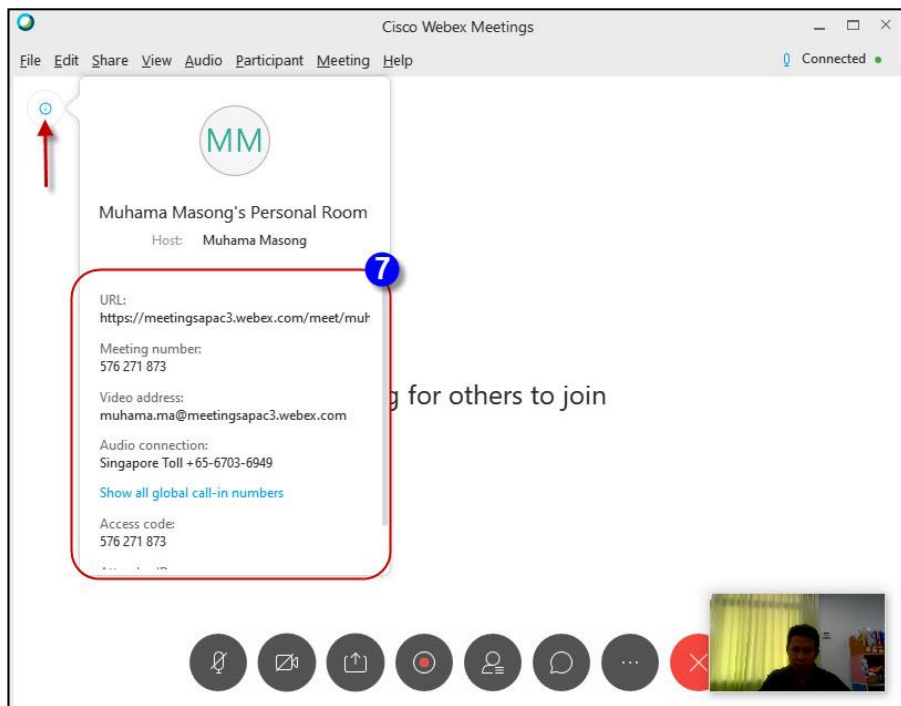 Cisco Webex Meetings
File Edit Share View Audio Participant Meeting Help
Connected
MM
Muhama Masong's Personal Room
Host: Muhama Masong
7
URL:
https://meetingsapac3.webex.com/meet/muh
Meeting number:
576 271 873
Video address:
muhama.ma@meetingsapac3.webex.com
g for others to join
Audio connection:
Singapore Toll +65-6703-6949
Show all global call-in numbers
Access code:
576 271 873